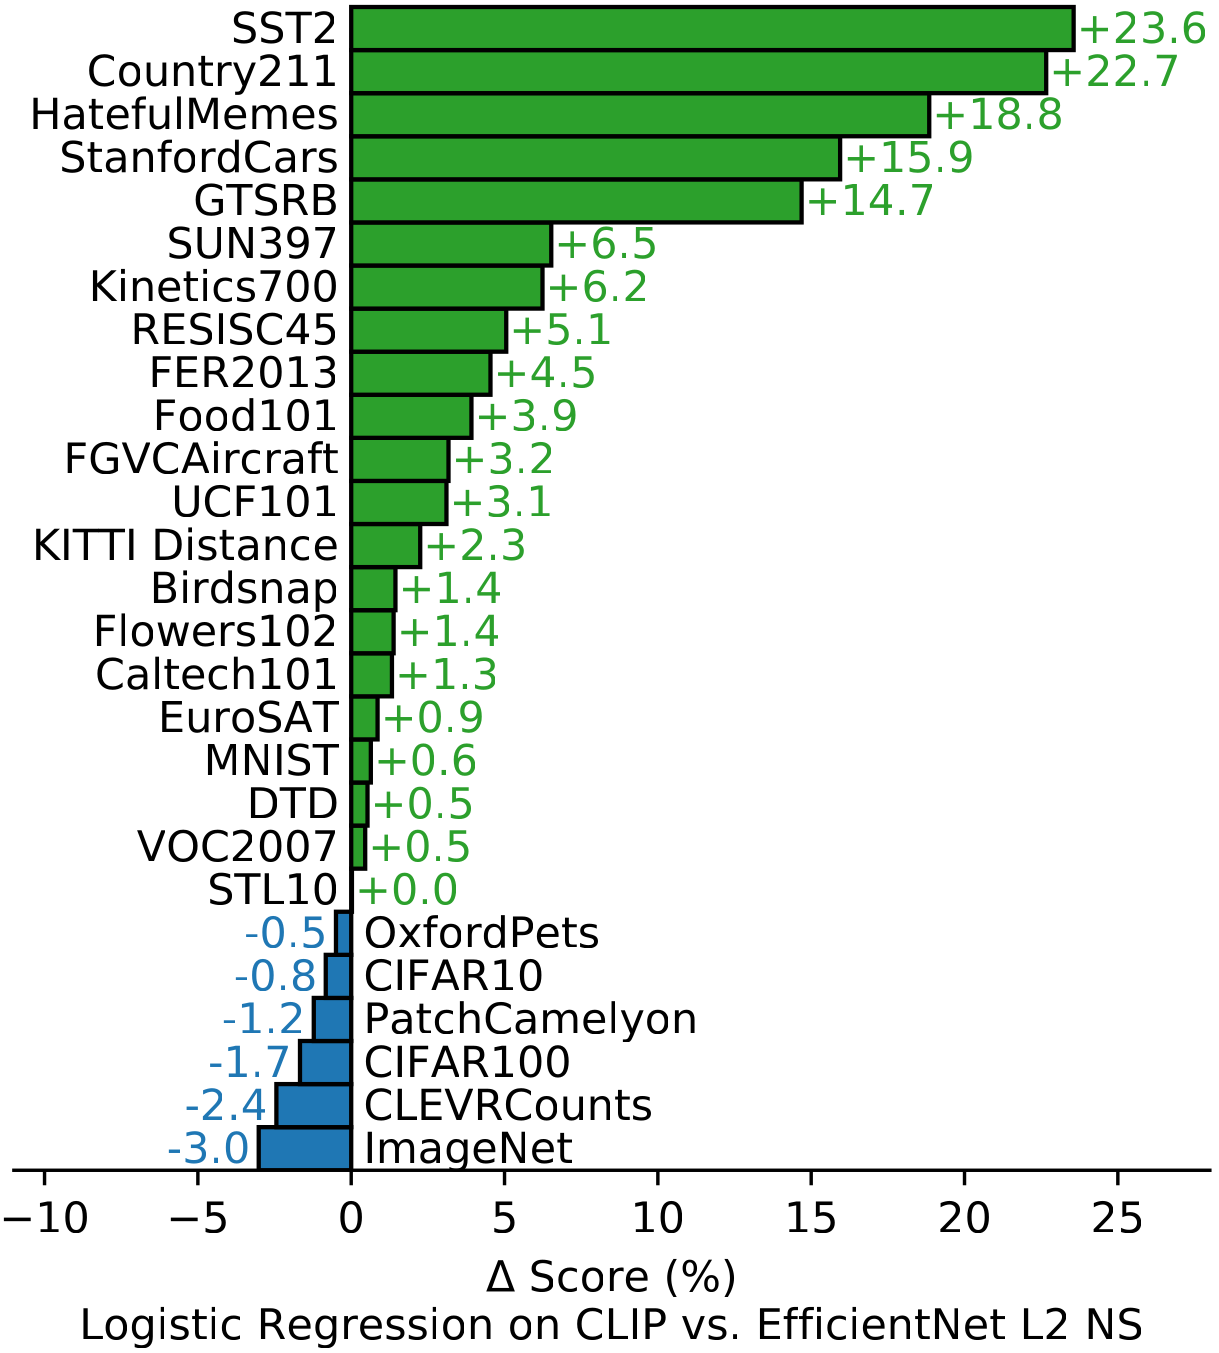 SST2 +23.6
Country211 +22.7
HatefulMemes +18.8
StanfordCars +15.9
GTSRB +14.7
SUN397 +6.5
Kinetics700 +6.2
RESISC45 +5.1
FER2013 +4.5
Food101 +3.9
FGVCAircraft +3.2
UCF101 +3.1
KITTI Distance +2.3
Birdsnap +1.4
Flowers102 +1.4
Caltech101 +1.3
EuroSAT +0.9
MNIST +0.6
DTD +0.5
VOC2007 +0.5
STL10 +0.0
-0.5 OxfordPets
-0.8 CIFAR10
-1.2 PatchCamelyon
-1.7 CIFAR100
-2.4 CLEVRCounts
-3.0 ImageNet
−10 −5 0 5 10 15 20 25
Δ Score (%)
Logistic Regression on CLIP vs. EfficientNet L2 NS